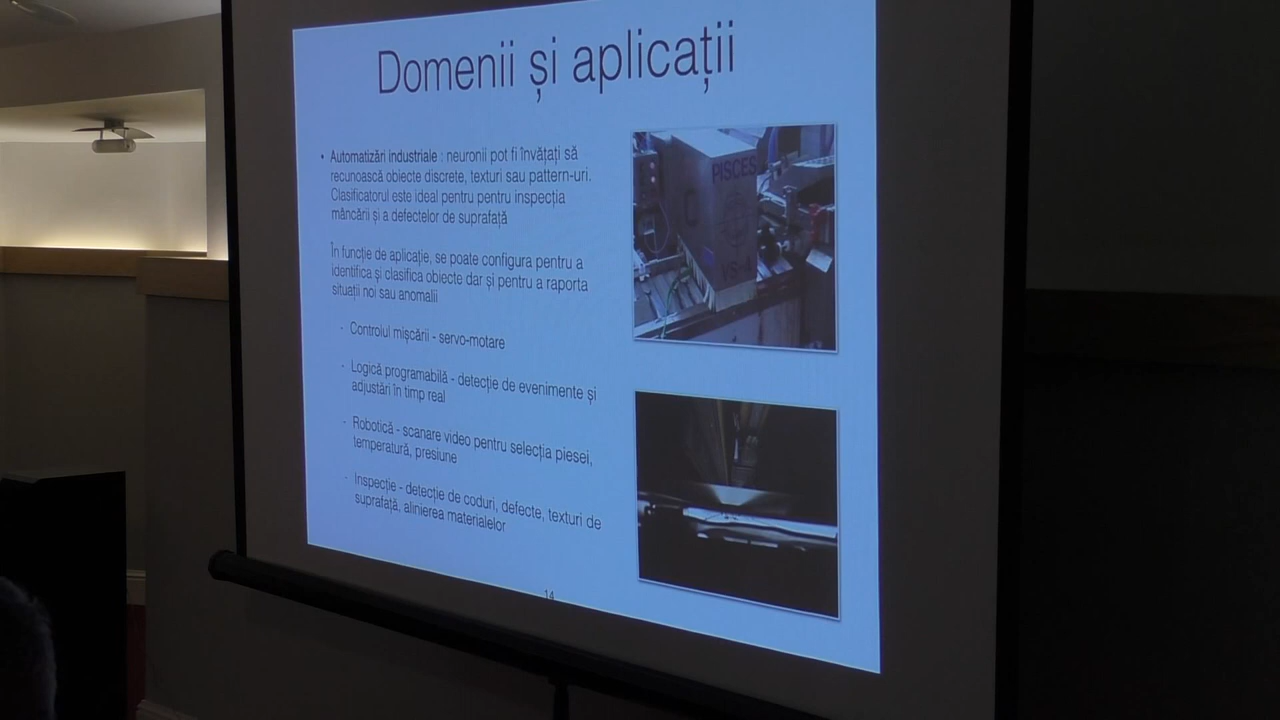 Domenii și aplicații
• Automatizări industriale : neuronii pot fi învățați să
recunoască obiecte discrete, texturi sau pattern-uri.
Clasificatorul este ideal pentru pentru inspecția
mâncării și a defectelor de suprafață
În funcție de aplicație, se poate configura pentru a
identifica și clasifica obiecte dar și pentru a raporta
situații noi sau anomalii
- Controlul mișcării - servo-motare
- Logică programabilă - detecție de evenimente și
adjustări în timp real
- Robotică - scanare video pentru selecția piesei,
temperatură, presiune
- Inspecție - detecție de coduri, defecte, texturi de
suprafață, alinierea materialelor
PISCES
VS-4
14